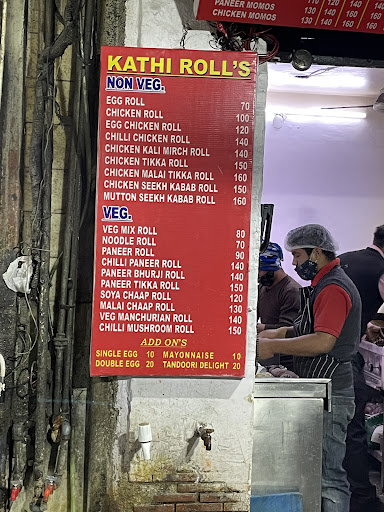 PANEER MOMOS
CHICKEN MOMOS
KATHI ROLL'S
NON VEG.
EGG ROLL 70
CHICKEN ROLL 100
EGG CHICKEN ROLL 120
CHILLI CHICKEN ROLL 140
CHICKEN KALI MIRCH ROLL 140
CHICKEN TIKKA ROLL 150
CHICKEN MALAI TIKKA ROLL 160
CHICKEN SEEKH KABAB ROLL 150
MUTTON SEEKH KABAB ROLL 160
VEG.
VEG MIX ROLL 80
NOODLE ROLL 70
PANEER ROLL 90
CHILLI PANEER ROLL 140
PANEER BHURJI ROLL 140
PANEER TIKKA ROLL 150
SOYA CHAAP ROLL 120
MALAI CHAAP ROLL 130
VEG MANCHURIAN ROLL 140
CHILLI MUSHROOM ROLL 150
ADD ON'S
SINGLE EGG 10 MAYONNAISE 10
DOUBLE EGG 20 TANDOORI DELIGHT 20